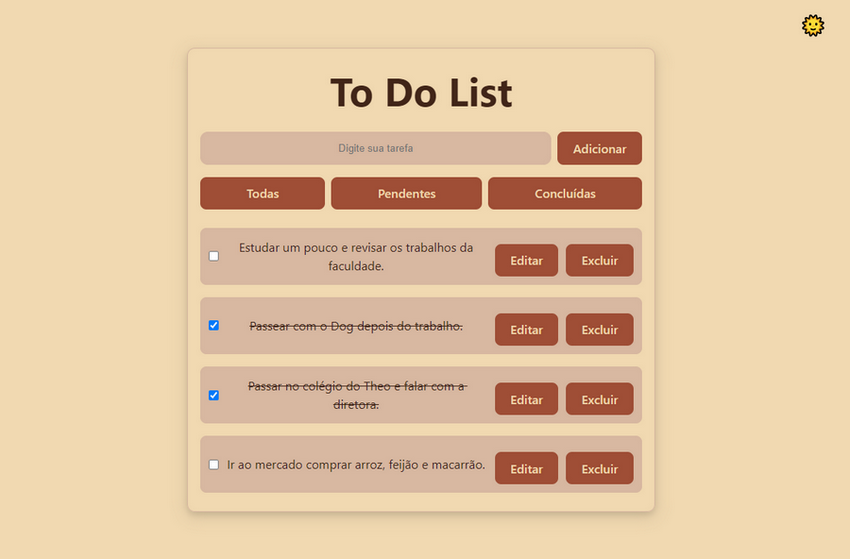 To Do List
Digite sua tarefa
Adicionar
Todas
Pendentes
Concluídas
Estudar um pouco e revisar os trabalhos da
faculdade.
Editar
Excluir
Passear com o Dog depois do trabalho.
Editar
Excluir
Passar no colégio do Theo e falar com a
diretora.
Editar
Excluir
Ir ao mercado comprar arroz, feijão e macarrão.
Editar
Excluir